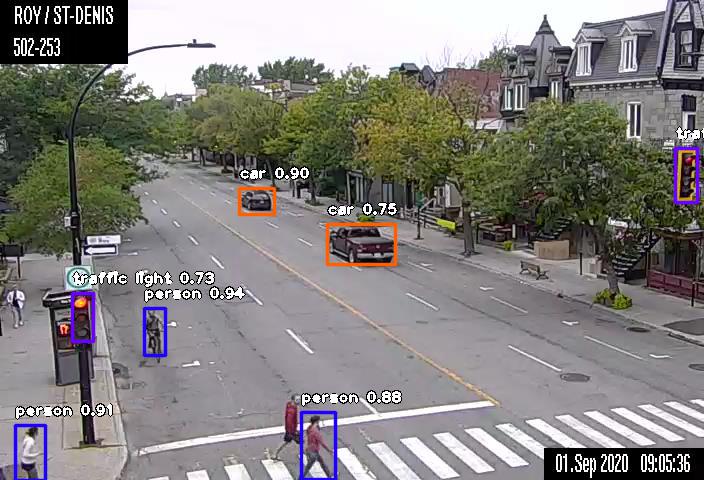 ROY / ST-DENIS
502-253
traf
car 0.90
car 0.75
traffic light 0.73
person 0.94
person 0.88
person 0.91
01.Sep 2020 09:05:36